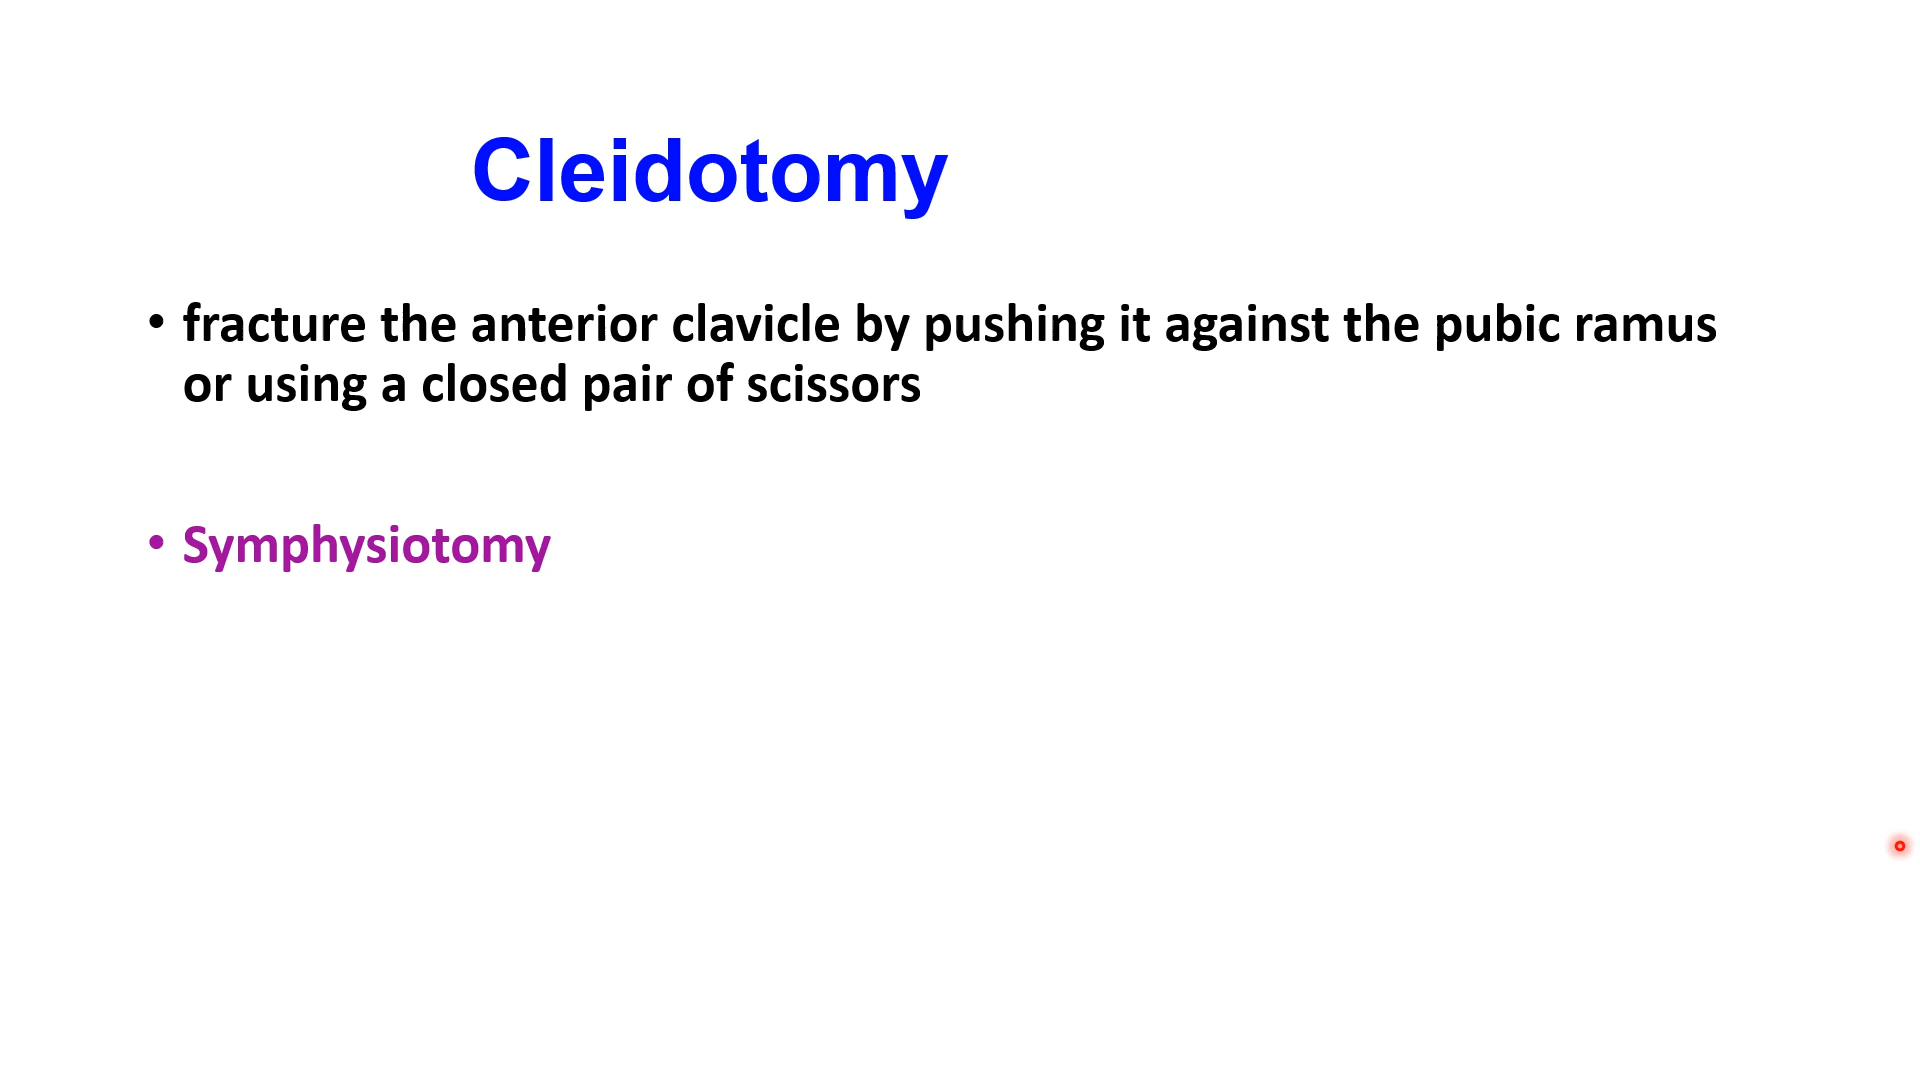 Cleidotomy
• fracture the anterior clavicle by pushing it against the pubic ramus
or using a closed pair of scissors
• Symphysiotomy